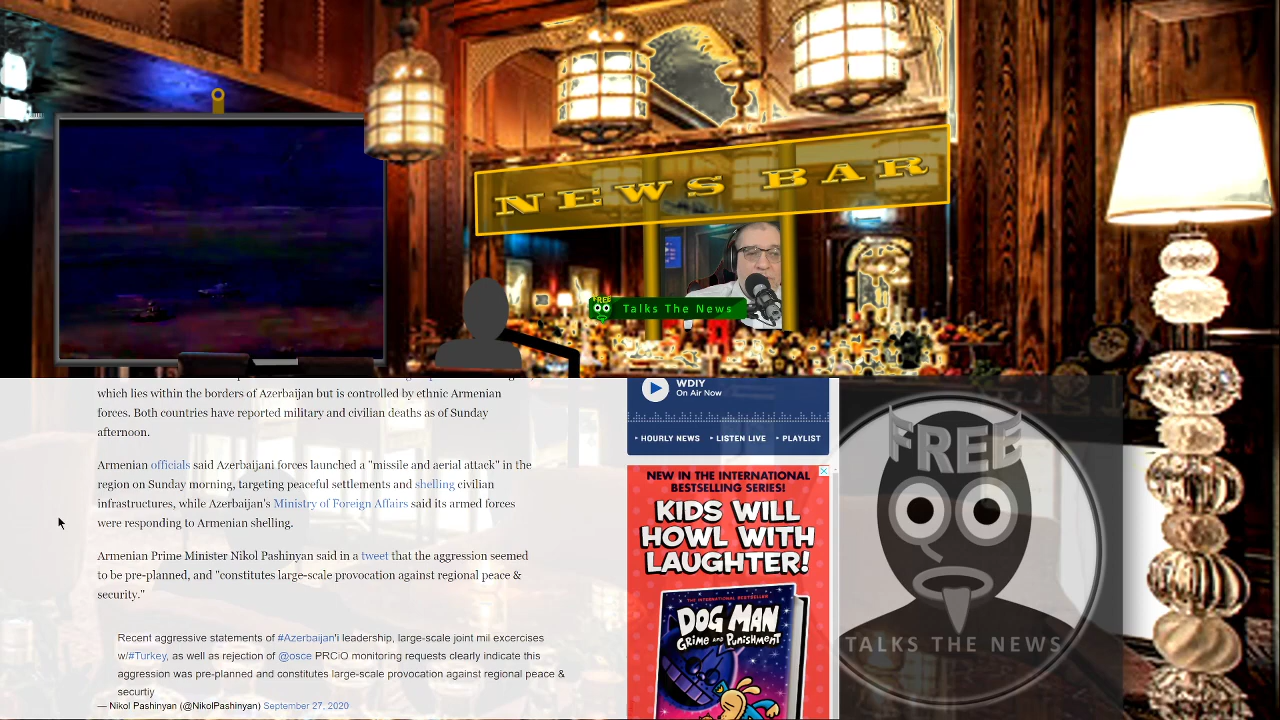 NEWS BAR
FREE
Talks The News
which lies within the borders of Azerbaijan but is controlled by ethnic Armenian
forces. Both countries have reported military and civilian deaths as of Sunday
afternoon.
Armenian officials said Azerbaijani forces launched a "missile and aerial attack" in the
region on Sunday morning, targeting peaceful settlements and shelling civilian
infrastructures, while Azerbaijan's Ministry of Foreign Affairs said its armed forces
were responding to Armenian shelling.
Armenian Prime Minister Nikol Pashinyan said in a tweet that the aggression seemed
to be pre-planned, and "constitutes large-scale provocation against regional peace &
security."
Recent aggressive statements of #Azerbaijan'i leadership, large-scale joint mil exercises
w/#Turkey, as well as rejection of @osce PRCiO monitoring requests clearly indicate this
aggression was pre-planned and constitutes large-scale provocation against regional peace &
securtiy
— Nikol Pashinyan (@NikolPashinyan) September 27, 2020
WDIY
On Air Now
HOURLY NEWS LISTEN LIVE PLAYLIST
NEW IN THE INTERNATIONAL
BESTSELLING SERIES!
KIDS WILL
HOWL WITH
LAUGHTER!
THE INTERNATIONAL BESTSELLER
DOG MAN
GRIME AND PUNISHMENT
FREE
TALKS THE NEWS